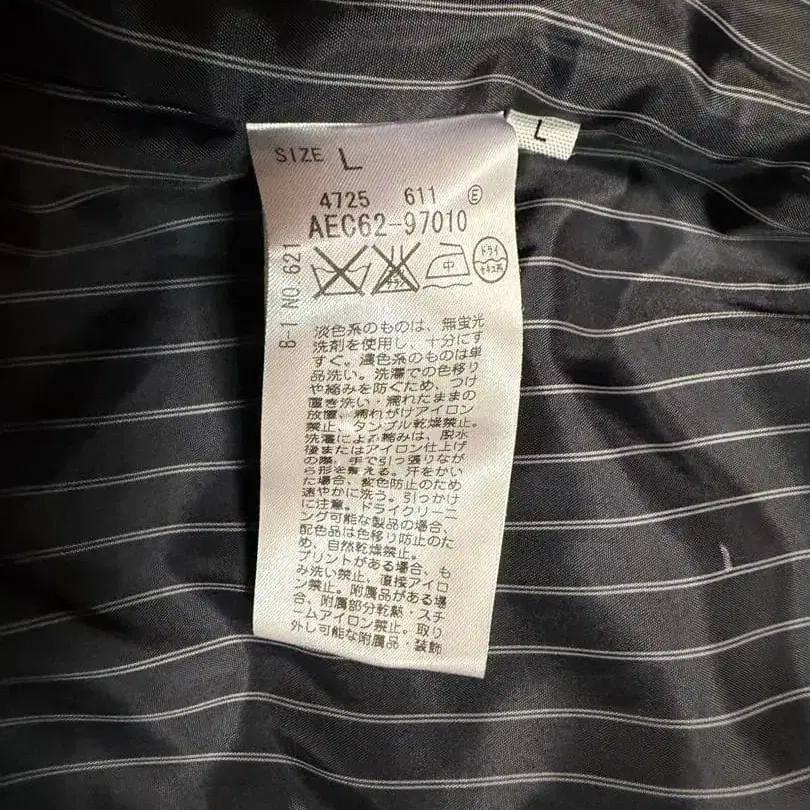 L
SIZE L
4725 611 E
AEC62-97010
B-1 NO 621
中
ドライ
セキユ系
淡色系のものは、無蛍光
洗剤を使用し、十分にす
すぐ。濃色系のものは単
品洗い。洗濯での色移り
や縮みを防ぐため、つけ
置き洗い・濡れたままの
放置、濡れがけアイロン
禁止、タンブル乾燥禁止。
洗濯による縮みは、脱水
後またはアイロン仕上げ
の際、手で引っ張りなが
ら形を整える。汗をかい
た場合、変色防止のため
速やかに洗う。引っかけ
に注意。ドライクリーニ
ング可能な製品の場合、
配色品は色移り防止のた
め、自然乾燥禁止。
プリントがある場合、も
み洗い禁止、直接アイロ
ン禁止。附属品がある場
合、附属部分乾熱・スチ
ームアイロン禁止。取り
外し可能な附属品・装飾